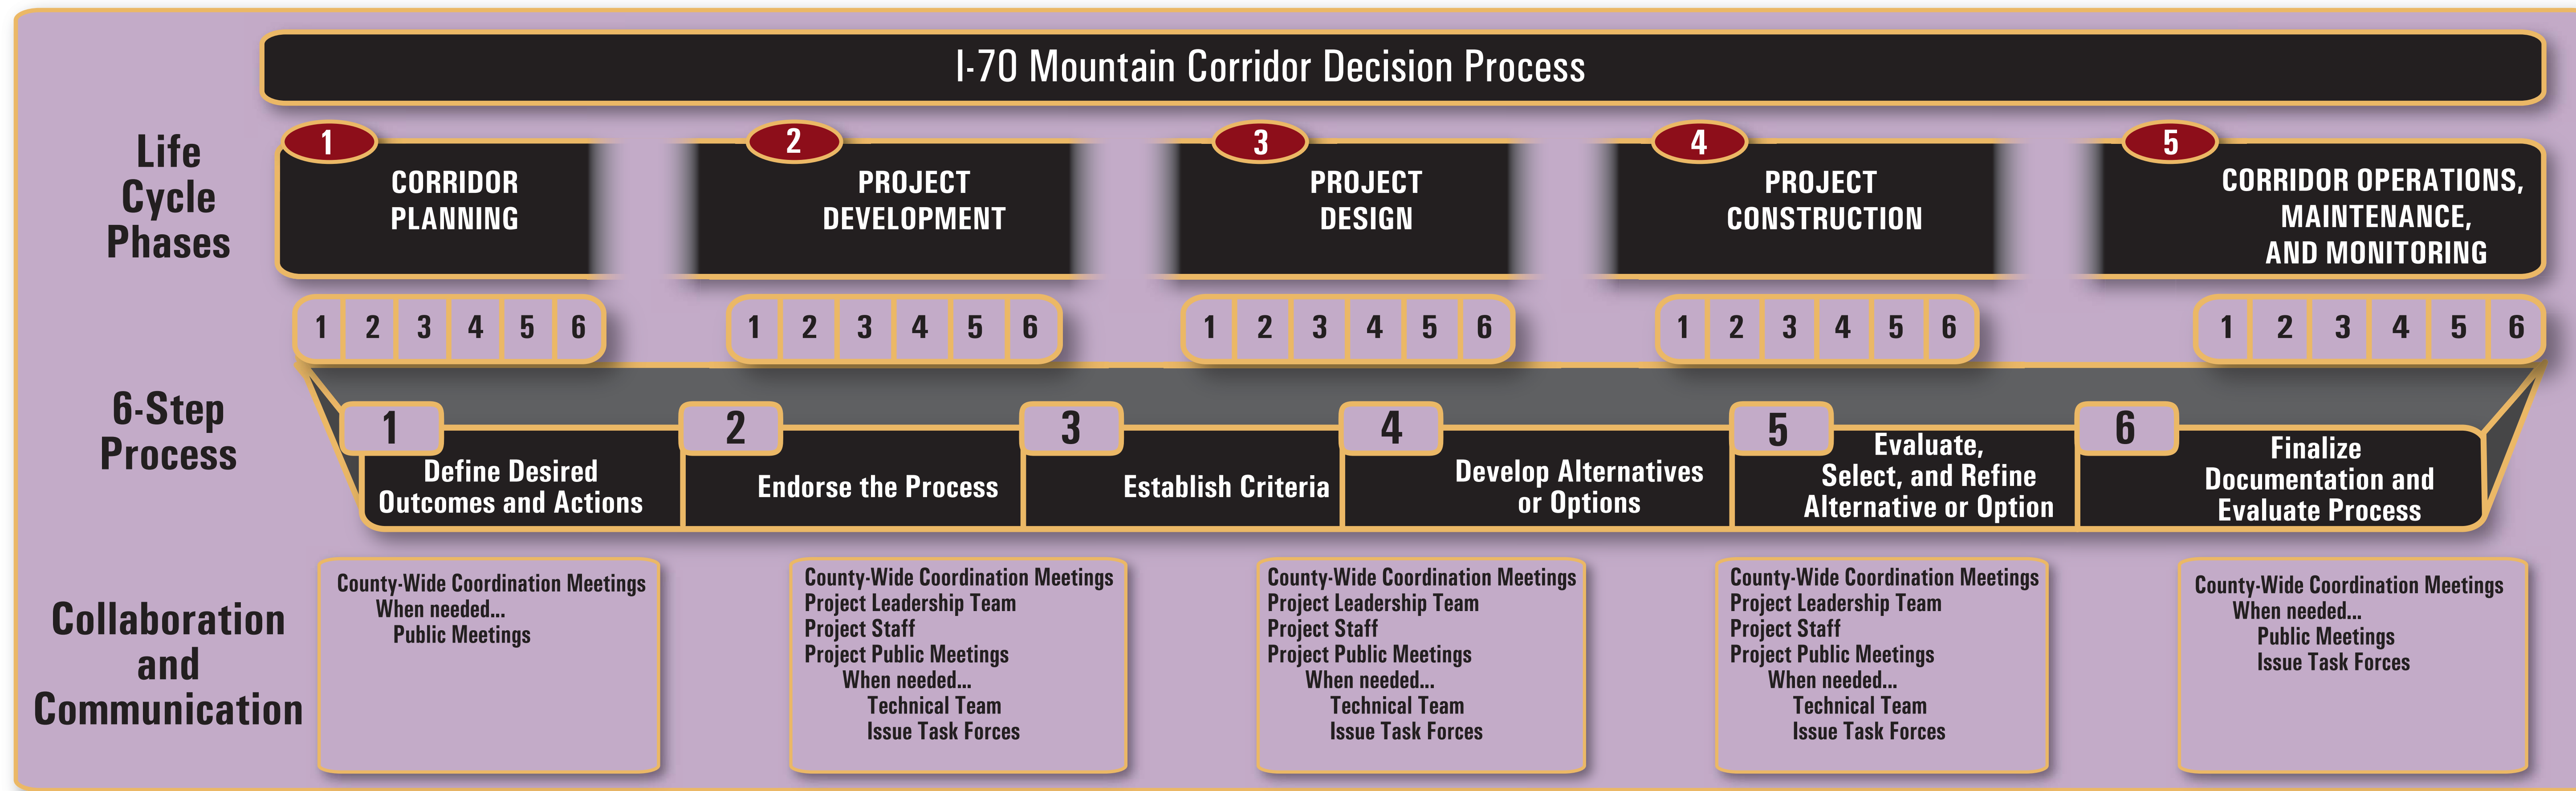 I-70 Mountain Corridor Decision Process
Life
Cycle
Phases
1
CORRIDOR
PLANNING
2
PROJECT
DEVELOPMENT
3
PROJECT
DESIGN
4
PROJECT
CONSTRUCTION
5
CORRIDOR OPERATIONS,
MAINTENANCE,
AND MONITORING
1 2 3 4 5 6
1 2 3 4 5 6
1 2 3 4 5 6
1 2 3 4 5 6
1 2 3 4 5 6
6-Step
Process
1
Define Desired
Outcomes and Actions
2
Endorse the Process
3
Establish Criteria
4
Develop Alternatives
or Options
5
Evaluate,
Select, and Refine
Alternative or Option
6
Finalize
Documentation and
Evaluate Process
Collaboration
and
Communication
County-Wide Coordination Meetings
When needed...
Public Meetings
County-Wide Coordination Meetings
Project Leadership Team
Project Staff
Project Public Meetings
When needed...
Technical Team
Issue Task Forces
County-Wide Coordination Meetings
Project Leadership Team
Project Staff
Project Public Meetings
When needed...
Technical Team
Issue Task Forces
County-Wide Coordination Meetings
Project Leadership Team
Project Staff
Project Public Meetings
When needed...
Technical Team
Issue Task Forces
County-Wide Coordination Meetings
When needed...
Public Meetings
Issue Task Forces